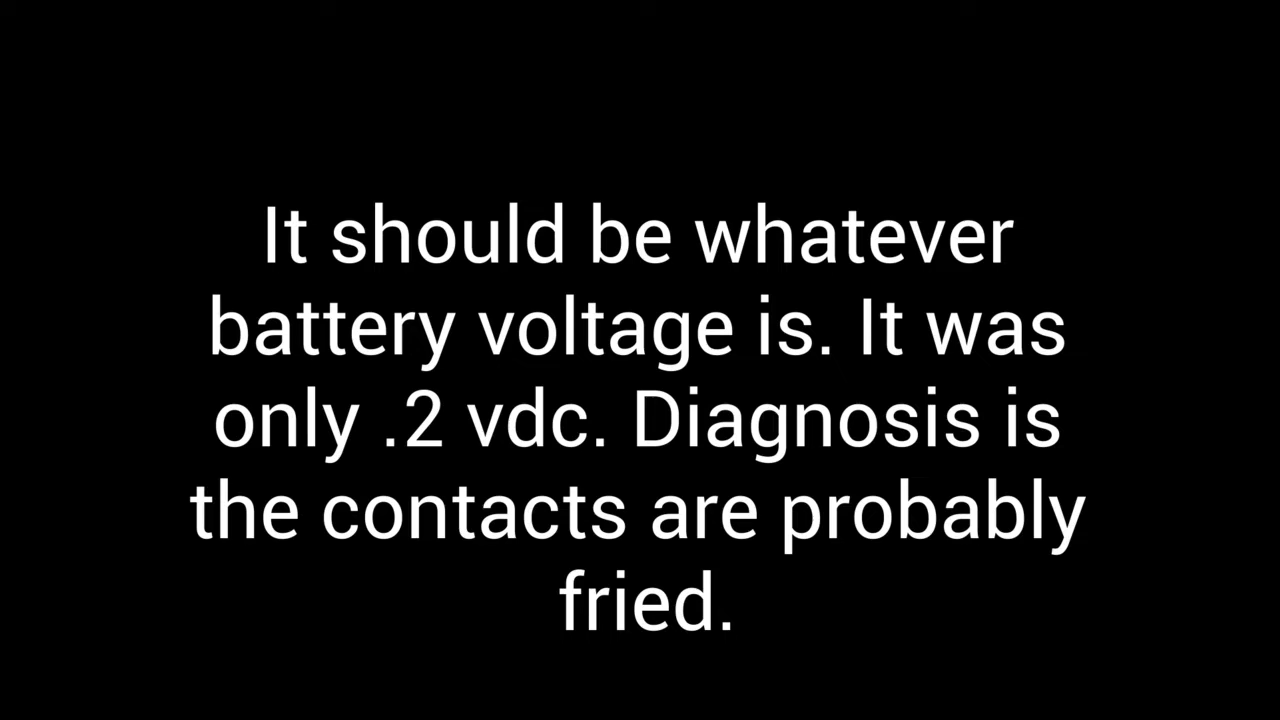 It should be whatever
battery voltage is. It was
only .2 vdc. Diagnosis is
the contacts are probably
fried.